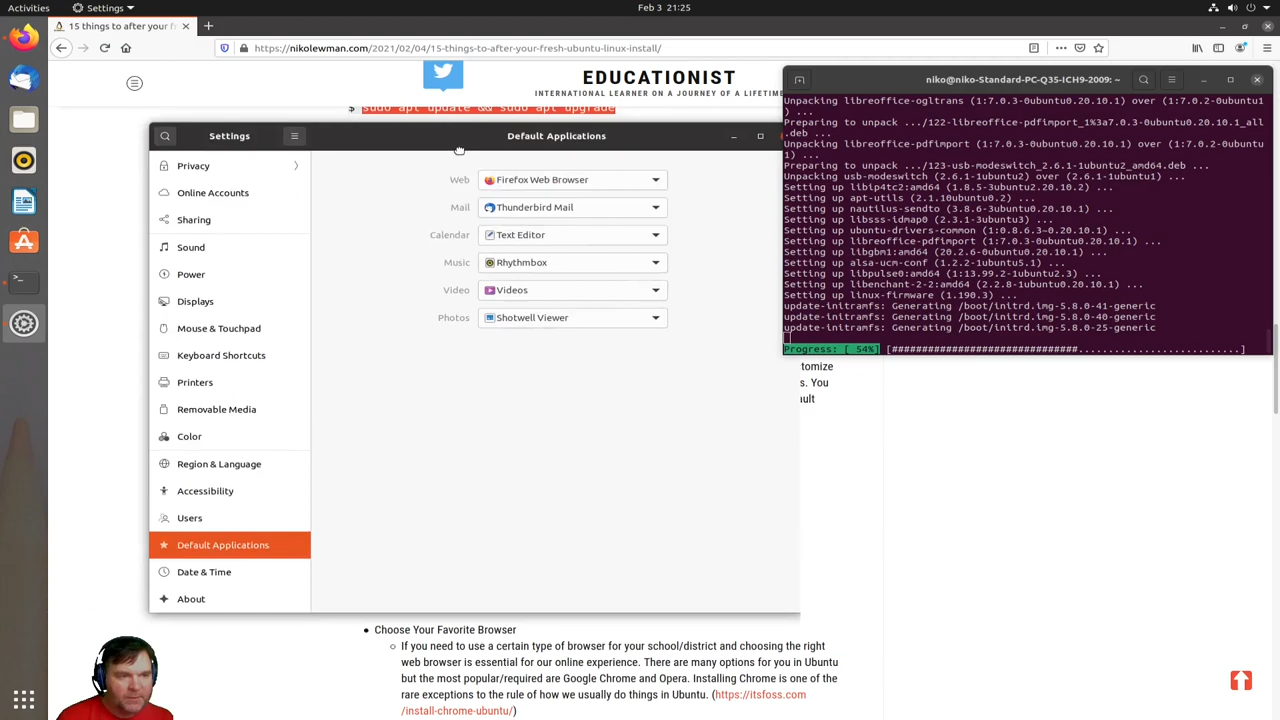 Activities
Settings
Feb 3 21:25
15 things to after your fr
https://nikolewman.com/2021/02/04/15-things-to-after-your-fresh-ubuntu-linux-install/
EDUCATIONIST
INTERNATIONAL LEARNER ON A JOURNEY OF A LIFETIME
$ sudo apt update && sudo apt upgrade
Settings
Default Applications
Privacy
Online Accounts
Sharing
Sound
Power
Displays
Mouse & Touchpad
Keyboard Shortcuts
Printers
Removable Media
Color
Region & Language
Accessibility
Users
Default Applications
Date & Time
About
Web Firefox Web Browser
Mail Thunderbird Mail
Calendar Text Editor
Music Rhythmbox
Video Videos
Photos Shotwell Viewer
niko@niko-Standard-PC-Q35-ICH9-2009: ~
Unpacking libreoffice-ogltrans (1:7.0.3-0ubuntu0.20.10.1) over (1:7.0.2-0ubuntu1
) ...
Preparing to unpack .../122-libreoffice-pdfimport_1%3a7.0.3-0ubuntu0.20.10.1_all
.deb ...
Unpacking libreoffice-pdfimport (1:7.0.3-0ubuntu0.20.10.1) over (1:7.0.2-0ubuntu
1) ...
Preparing to unpack .../123-usb-modeswitch_2.6.1-1ubuntu2_amd64.deb ...
Unpacking usb-modeswitch (2.6.1-1ubuntu2) over (2.6.1-1ubuntu1) ...
Setting up libip4tc2:amd64 (1.8.5-3ubuntu2.20.10.2) ...
Setting up apt-utils (2.1.10ubuntu0.2) ...
Setting up nautilus-sendto (3.8.6-3ubuntu0.20.10.1) ...
Setting up libsss-idmap0 (2.3.1-3ubuntu3) ...
Setting up ubuntu-drivers-common (1:0.8.6.3~0.20.10.1) ...
Setting up libreoffice-pdfimport (1:7.0.3-0ubuntu0.20.10.1) ...
Setting up libgbm1:amd64 (20.2.6-0ubuntu0.20.10.1) ...
Setting up alsa-ucm-conf (1.2.2-1ubuntu5.1) ...
Setting up libpulse0:amd64 (1:13.99.2-1ubuntu2.3) ...
Setting up libenchant-2-2:amd64 (2.2.8-1ubuntu0.20.10.1) ...
Setting up linux-firmware (1.190.3) ...
update-initramfs: Generating /boot/initrd.img-5.8.0-41-generic
update-initramfs: Generating /boot/initrd.img-5.8.0-40-generic
update-initramfs: Generating /boot/initrd.img-5.8.0-25-generic
Progress: [ 54%] [##############################..........................]
tomize
s. You
ault
Choose Your Favorite Browser
If you need to use a certain type of browser for your school/district and choosing the right
web browser is essential for our online experience. There are many options for you in Ubuntu
but the most popular/required are Google Chrome and Opera. Installing Chrome is one of the
rare exceptions to the rule of how we usually do things in Ubuntu. (https://itsfoss.com
/install-chrome-ubuntu/)